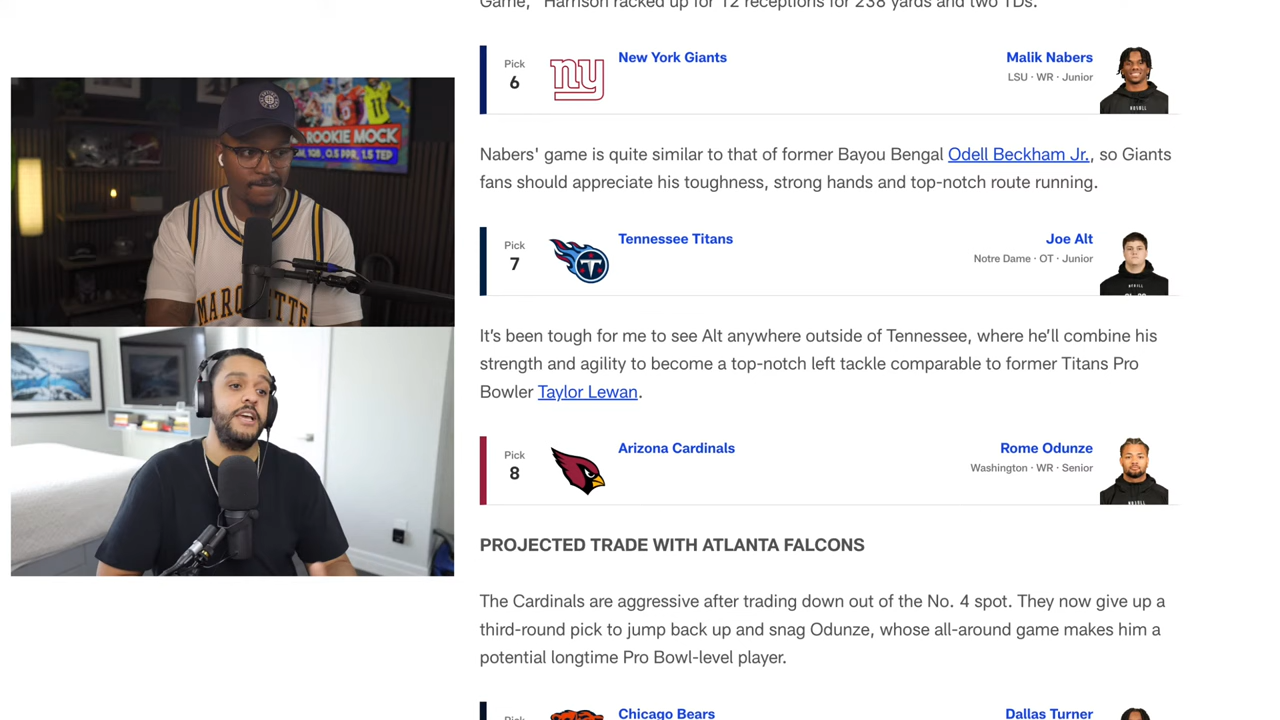 Game," Harrison racked up for 12 receptions for 238 yards and two TDs.
Pick
6
ny
New York Giants
Malik Nabers
LSU · WR · Junior
Nabers' game is quite similar to that of former Bayou Bengal Odell Beckham Jr., so Giants
fans should appreciate his toughness, strong hands and top-notch route running.
Pick
7
T
Tennessee Titans
Joe Alt
Notre Dame · OT · Junior
It's been tough for me to see Alt anywhere outside of Tennessee, where he'll combine his
strength and agility to become a top-notch left tackle comparable to former Titans Pro
Bowler Taylor Lewan.
Pick
8
Arizona Cardinals
Rome Odunze
Washington · WR · Senior
PROJECTED TRADE WITH ATLANTA FALCONS
The Cardinals are aggressive after trading down out of the No. 4 spot. They now give up a
third-round pick to jump back up and snag Odunze, whose all-around game makes him a
potential longtime Pro Bowl-level player.
Pick
Chicago Bears
Dallas Turner
ROOKIE MOCK
0.5 PPR, 1.5 TEP
MARQUETTE